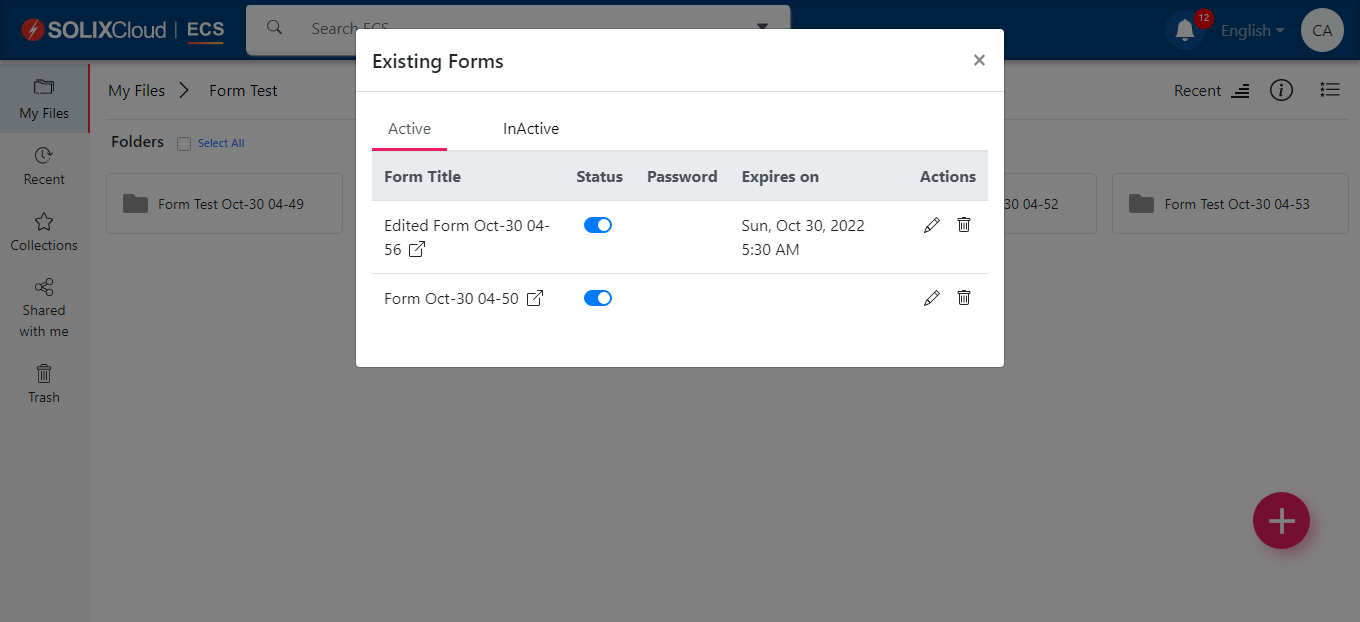 SOLIXCloud | ECS
Search ECS
12
English
CA
My Files
Recent
Collections
Shared
with me
Trash
My Files > Form Test
Recent
Folders
Select All
Form Test Oct-30 04-49
30 04-52
Form Test Oct-30 04-53
Existing Forms
×
Active
InActive
Form Title Status Password Expires on Actions
Edited Form Oct-30 04-
56
Sun, Oct 30, 2022
5:30 AM
Form Oct-30 04-50